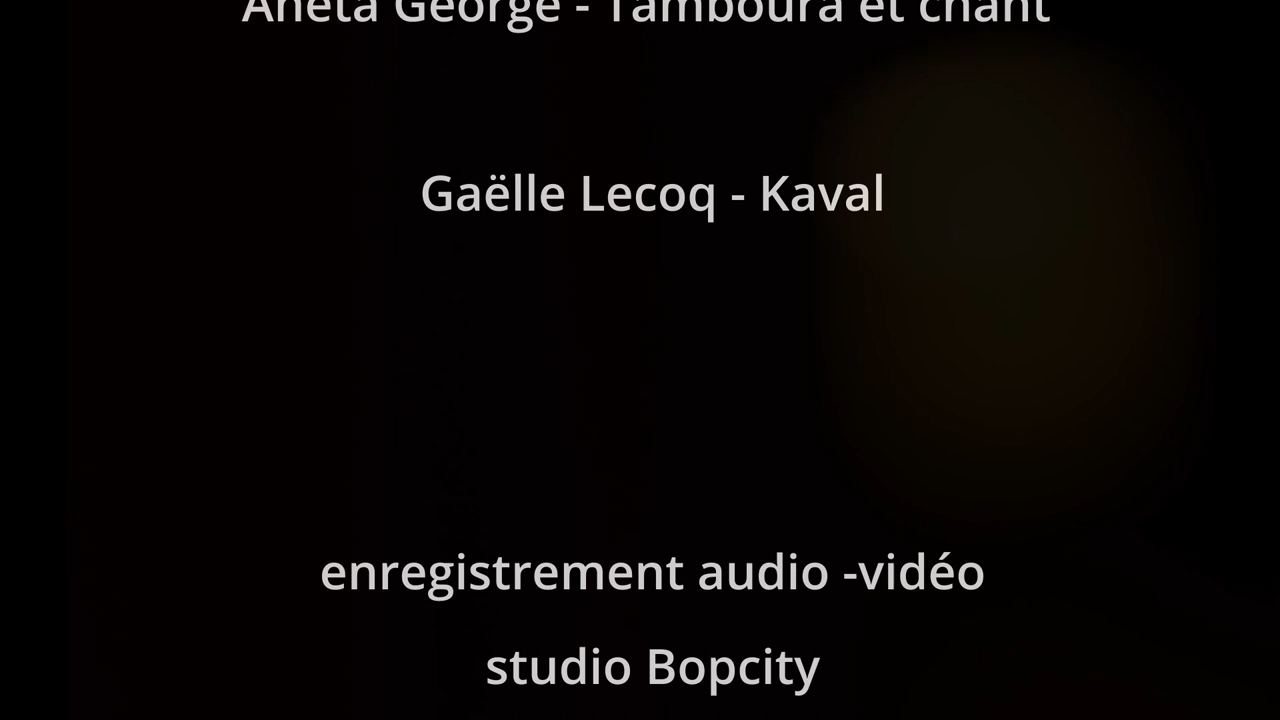 Aneta George - Tamboura et chant
Gaëlle Lecoq - Kaval
enregistrement audio -vidéo
studio Bopcity